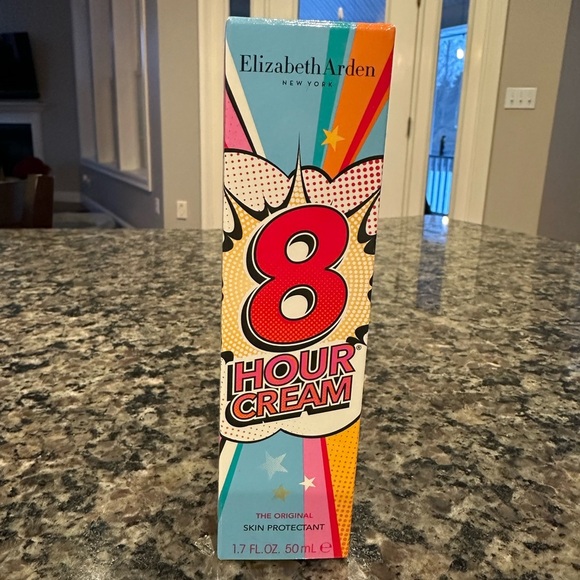 Elizabeth Arden
NEW YORK
8
HOUR®
CREAM
THE ORIGINAL
SKIN PROTECTANT
1.7 FL.OZ. 50mL ℮